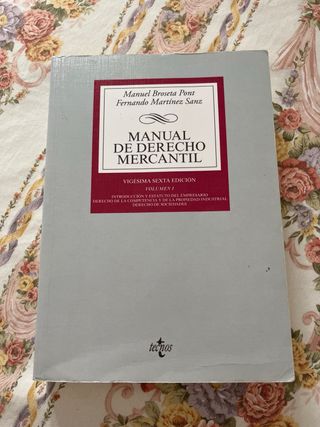 Manuel Broseta Pont
Fernando Martínez Sanz
MANUAL
DE DERECHO
MERCANTIL
VIGESIMA SEXTA EDICIÓN
VOLUMEN I
INTRODUCCIÓN Y ESTATUTO DEL EMPRESARIO
DERECHO DE LA COMPETENCIA Y DE LA PROPIEDAD INDUSTRIAL
DERECHO DE SOCIEDADES
tecnos